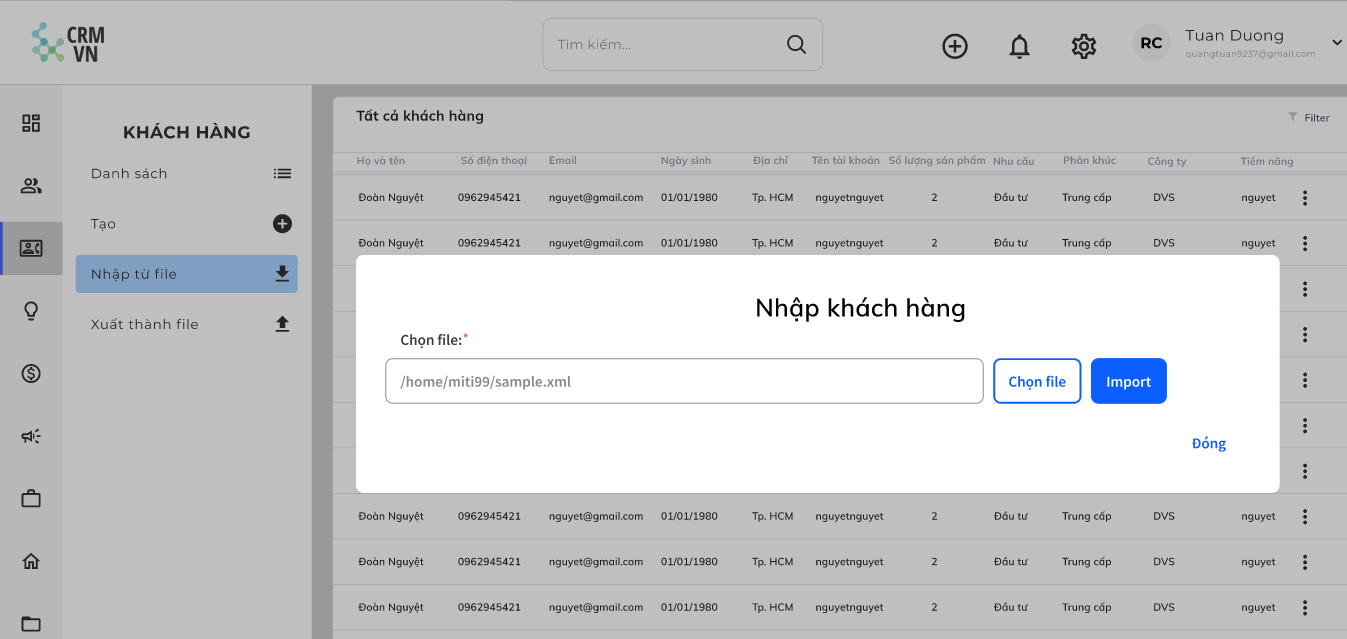 CRM
VN
Tìm kiếm...
RC
Tuan Duong
quangtuan9237@gmail.com
KHÁCH HÀNG
Danh sách
Tạo
Nhập từ file
Xuất thành file
Tất cả khách hàng
Filter
Họ và tên Số điện thoại Email Ngày sinh Địa chỉ Tên tài khoản Số lượng sản phẩm Nhu cầu Phân khúc Công ty Tiềm năng
Đoàn Nguyệt 0962945421 nguyet@gmail.com 01/01/1980 Tp. HCM nguyetnguyet 2 Đầu tư Trung cấp DVS nguyet
Đoàn Nguyệt 0962945421 nguyet@gmail.com 01/01/1980 Tp. HCM nguyetnguyet 2 Đầu tư Trung cấp DVS nguyet
Nhập khách hàng
Chọn file:*
/home/miti99/sample.xml
Chọn file
Import
Đóng
Đoàn Nguyệt 0962945421 nguyet@gmail.com 01/01/1980 Tp. HCM nguyetnguyet 2 Đầu tư Trung cấp DVS nguyet
Đoàn Nguyệt 0962945421 nguyet@gmail.com 01/01/1980 Tp. HCM nguyetnguyet 2 Đầu tư Trung cấp DVS nguyet
Đoàn Nguyệt 0962945421 nguyet@gmail.com 01/01/1980 Tp. HCM nguyetnguyet 2 Đầu tư Trung cấp DVS nguyet